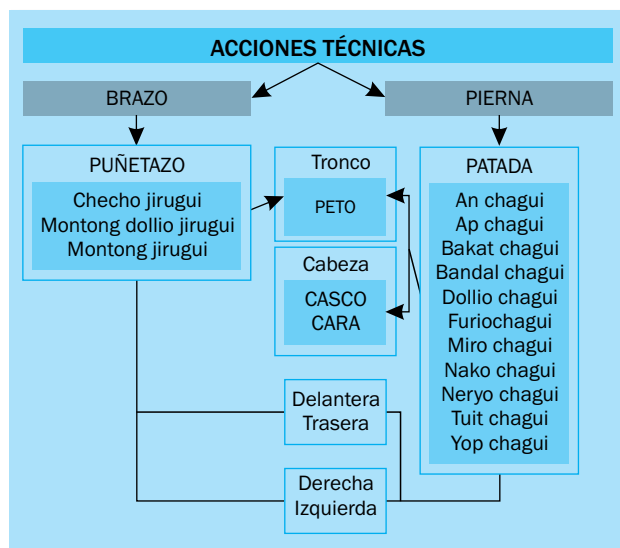 ACCIONES TÉCNICAS
BRAZO
PIERNA
PUÑETAZO
Checho jirugui
Montong dollio jirugui
Montong jirugui
Tronco
PETO
Cabeza
CASCO
CARA
PATADA
An chagui
Ap chagui
Bakat chagui
Bandal chagui
Dollio chagui
Furiochagui
Miro chagui
Nako chagui
Neryo chagui
Tuit chagui
Yop chagui
Delantera
Trasera
Derecha
Izquierda